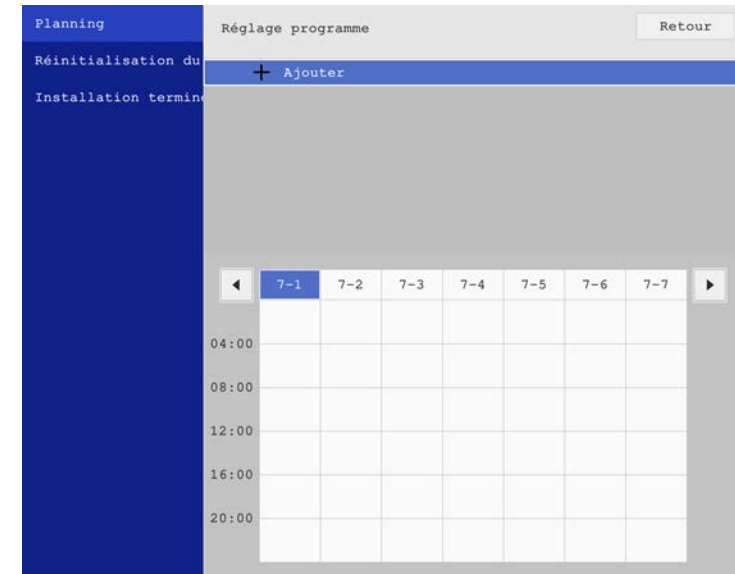 Planning
Réglage programme
Retour
Réinitialisation du
Ajouter
Installation termin
7-1 7-2 7-3 7-4 7-5 7-6 7-7
04:00
08:00
12:00
16:00
20:00